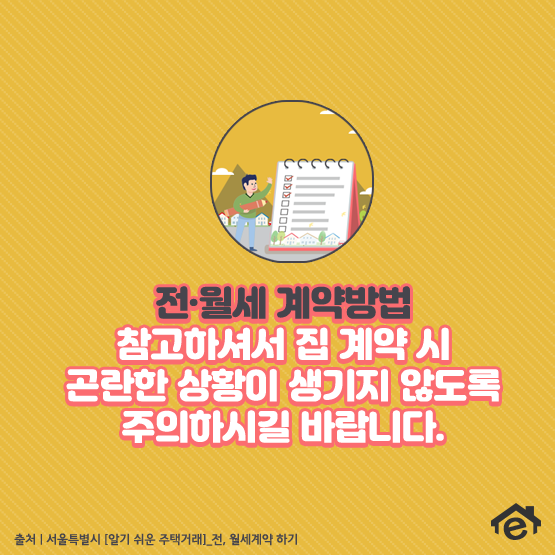 전·월세 계약방법
참고하셔서 집 계약 시
곤란한 상황이 생기지 않도록
주의하시길 바랍니다.
e
출처 | 서울특별시 [알기 쉬운 주택거래]_전, 월세계약 하기